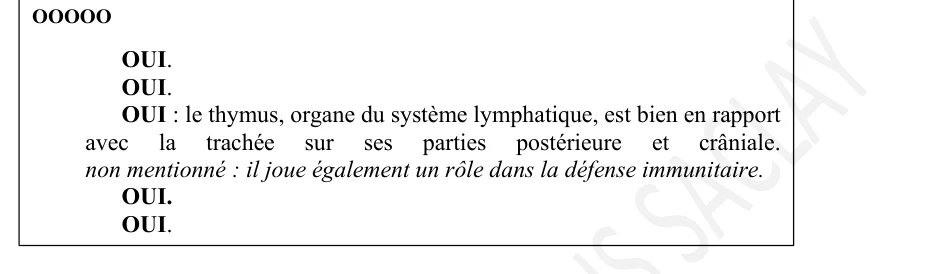 OOOOO
OUI.
OUI.
OUI : le thymus, organe du système lymphatique, est bien en rapport
avec la trachée sur ses parties postérieure et crâniale.
non mentionné : il joue également un rôle dans la défense immunitaire.
OUI.
OUI.
S SACLAY